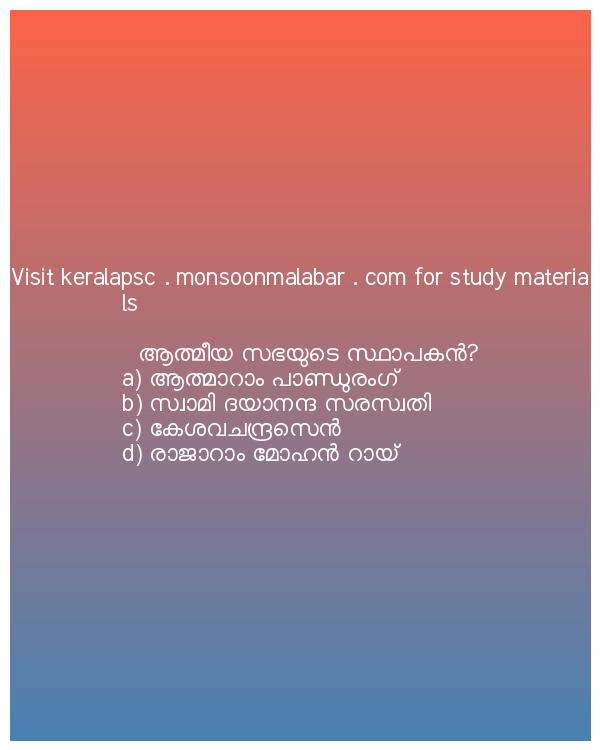 Visit keralapsc . monsoonmalabar . com for study materia
ls
ആത്മീയ സഭയുടെ സ്ഥാപകൻ?
a) ആത്മാറാം പാണ്ഡുരംഗ്
b) സ്വാമി ദയാനന്ദ സരസ്വതി
c) കേശവചന്ദ്രസെൻ
d) രാജാറാം മോഹൻ റായ്